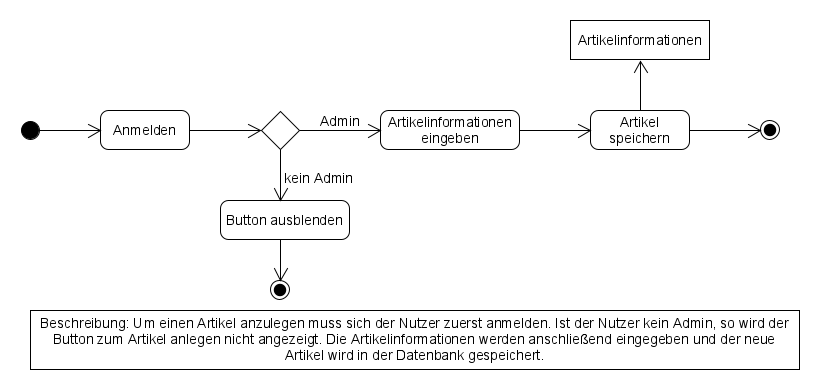 Artikelinformationen
Anmelden
Admin
Artikelinformationen
eingeben
Artikel
speichern
kein Admin
Button ausblenden
Beschreibung: Um einen Artikel anzulegen muss sich der Nutzer zuerst anmelden. Ist der Nutzer kein Admin, so wird der
Button zum Artikel anlegen nicht angezeigt. Die Artikelinformationen werden anschließend eingegeben und der neue
Artikel wird in der Datenbank gespeichert.